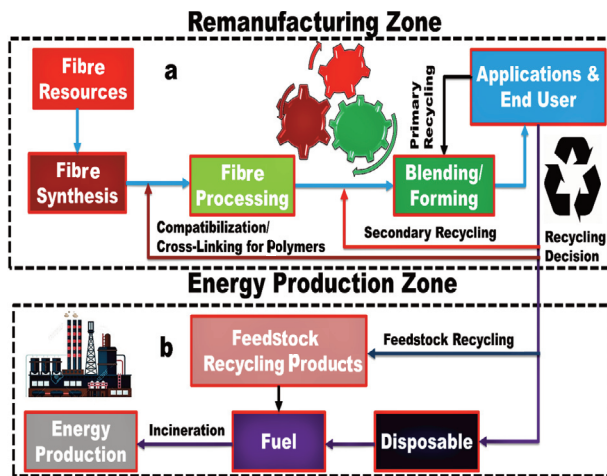 Remanufacturing Zone
a
Fibre
Resources
Applications &
End User
Primary
Recycling
Fibre
Synthesis
Fibre
Processing
Blending/
Forming
Compatibilization/
Cross-Linking for Polymers
Secondary Recycling
Recycling
Decision
Energy Production Zone
b
Feedstock
Recycling Products
Feedstock Recycling
Energy
Production
Incineration
Fuel
Disposable